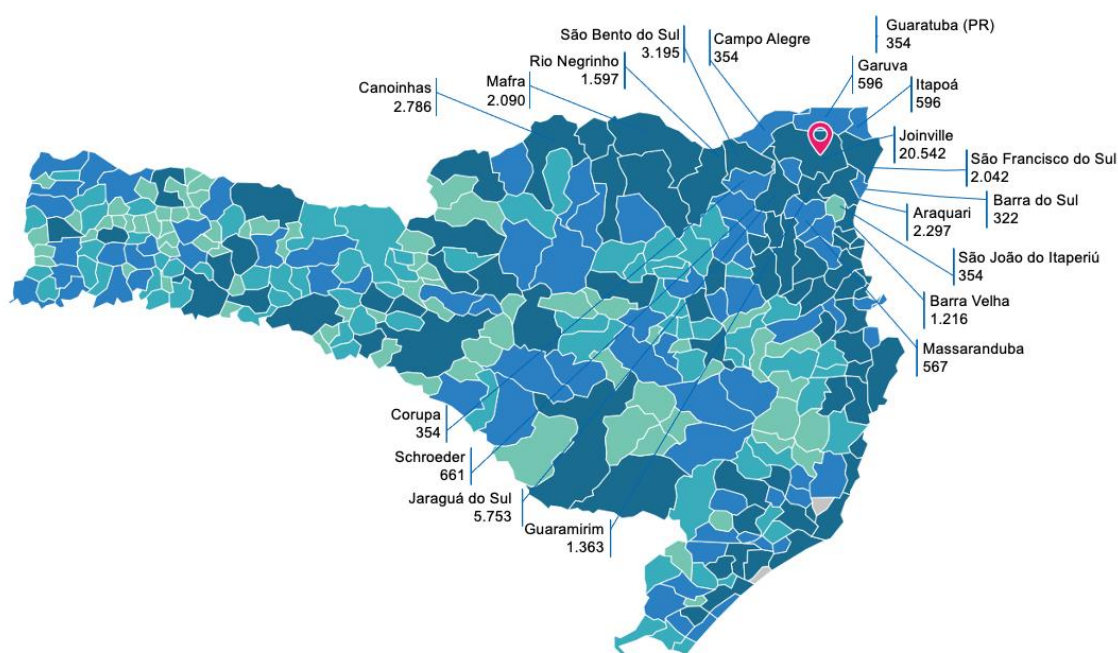 Guaratuba (PR)
354
São Bento do Sul
3.195
Campo Alegre
354
Rio Negrinho
1.597
Garuva
596
Mafra
2.090
Itapoá
596
Canoinhas
2.786
Joinville
20.542
São Francisco do Sul
2.042
Barra do Sul
322
Araquari
2.297
São João do Itaperiú
354
Barra Velha
1.216
Massaranduba
567
Corupa
354
Schroeder
661
Jaraguá do Sul
5.753
Guaramirim
1.363